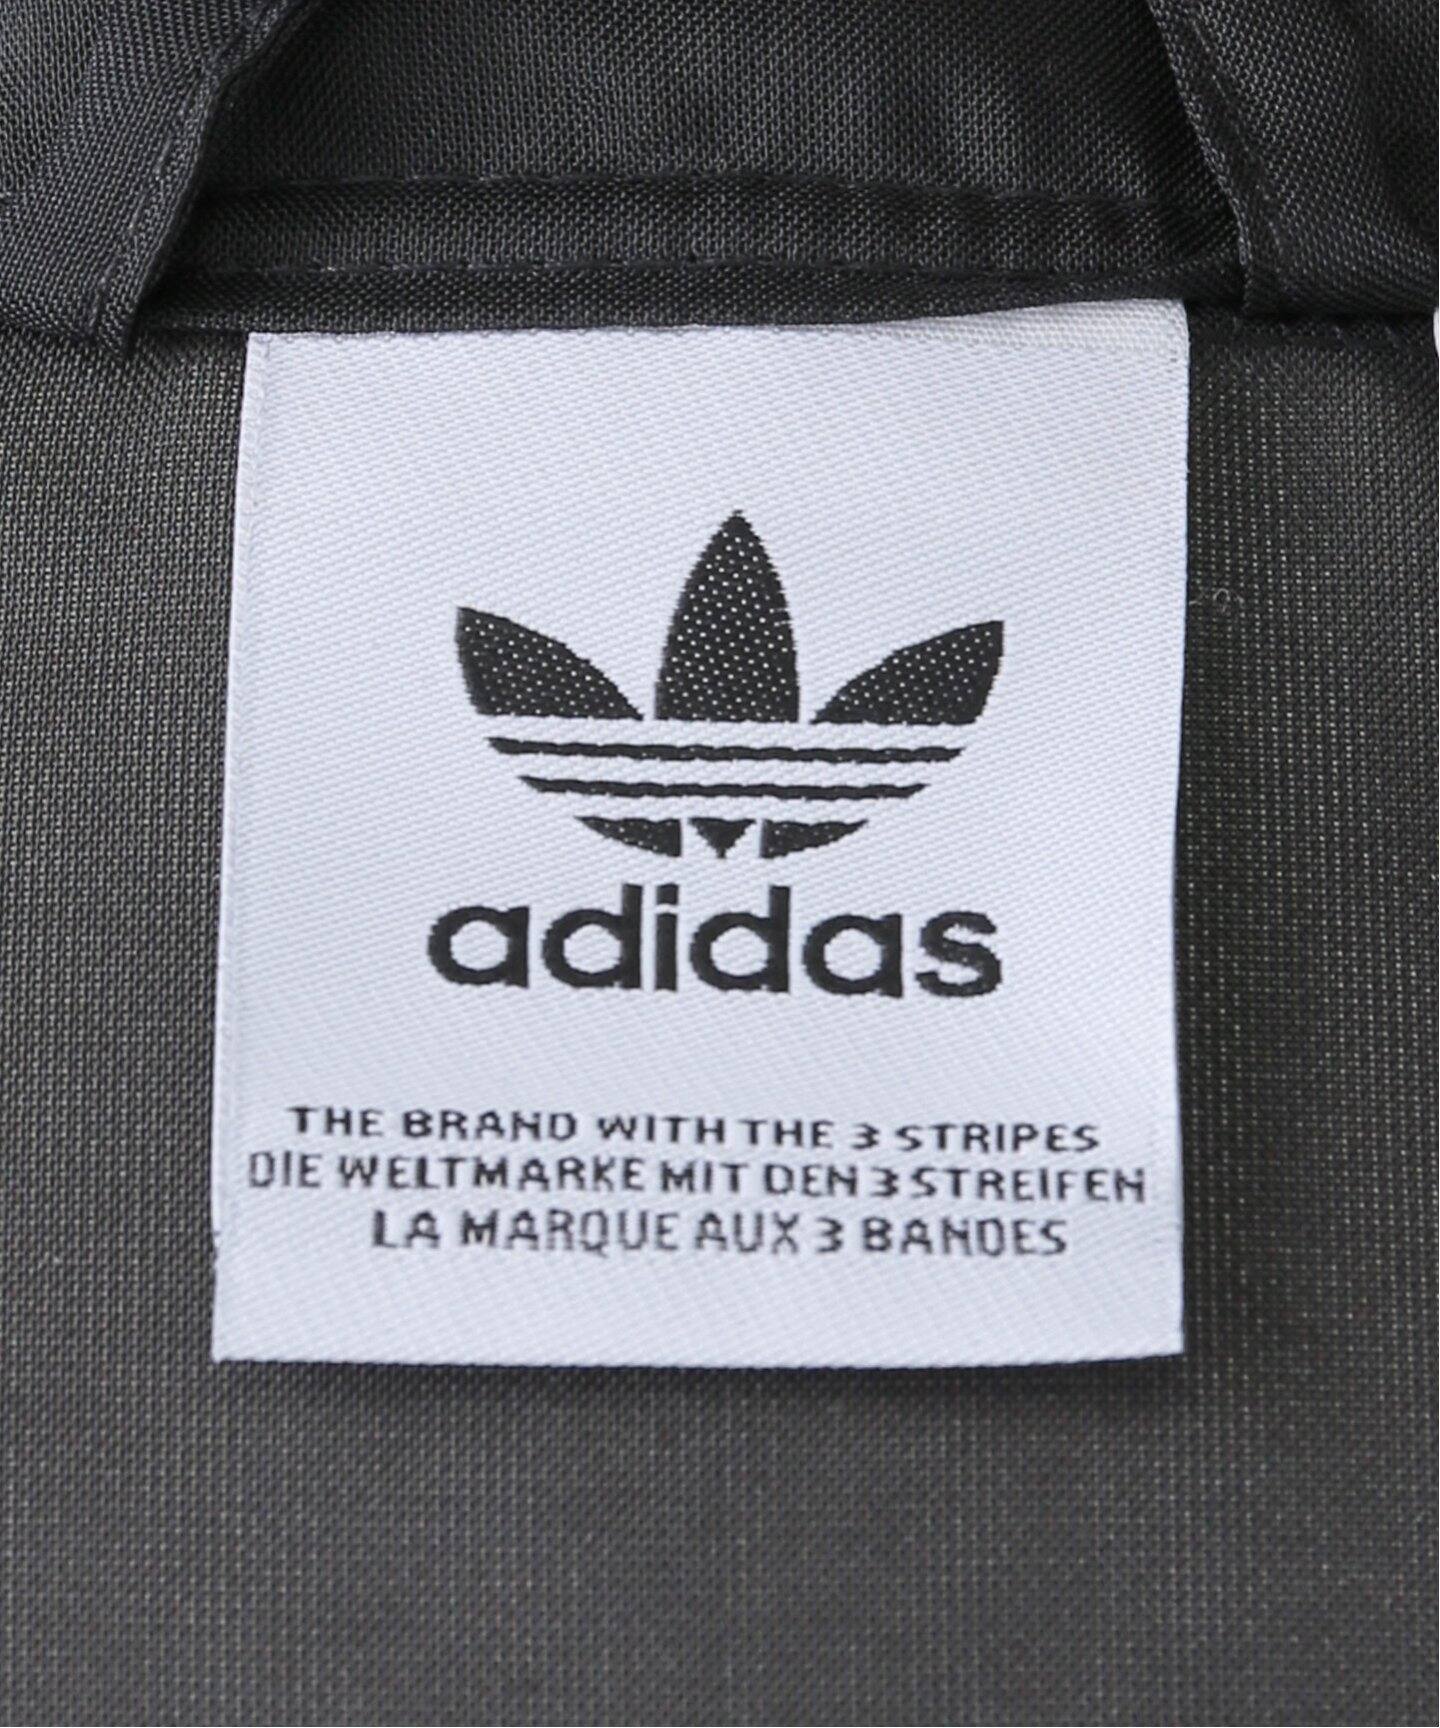 adidas
THE BRAND WITH THE 3 STRIPES
DIE WELTMARKE MIT DEN 3 STREIFEN
LA MARQUE AUX 3 BANDES